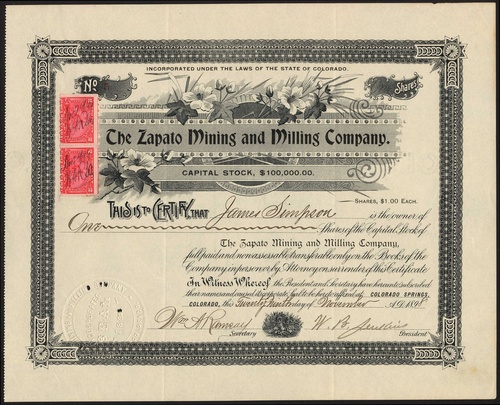 INCORPORATED UNDER THE LAWS OF THE STATE OF COLORADO.
No Shares
The Zapato Mining and Milling Company.
CAPITAL STOCK, $100,000.00.
SHARES, $1.00 EACH.
THIS IS TO CERTIFY, THAT James Simpson is the owner of
One Shares of the Capital Stock of
The Zapato Mining and Milling Company,
full paid and nonassessable, transferable only on the Books of the
Company in person or by Attorney on surrender of this Certificate
In Witness Whereof the President and Secretary have hereunto subscribed
their names and caused its corporate Seal to be hereto affixed at COLORADO SPRINGS,
COLORADO, this day of November A.D. 1898
Wm A Ramsay W. B. Jenkins
Secretary President